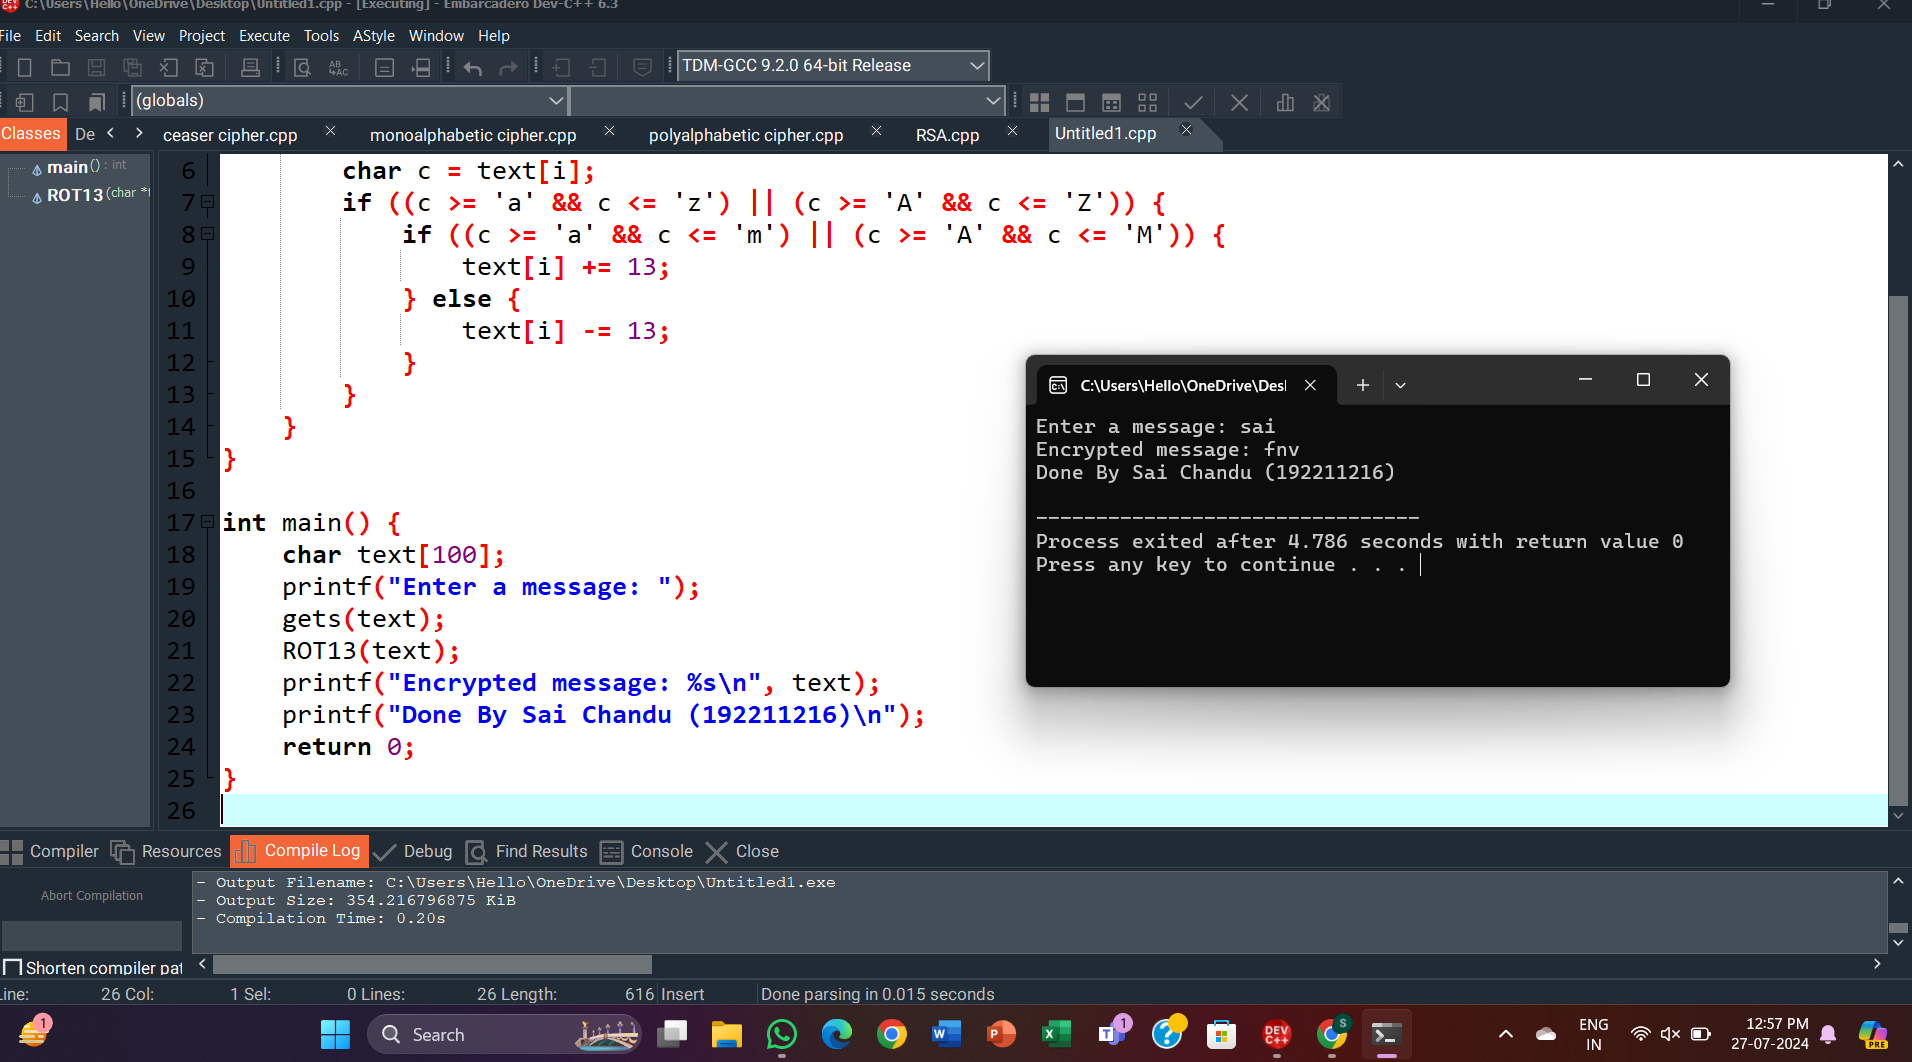 C:\Users\Hello\OneDrive\Desktop\Untitled1.cpp - [Executing] - Embarcadero Dev-C++ 6.3
File Edit Search View Project Execute Tools AStyle Window Help
TDM-GCC 9.2.0 64-bit Release
(globals)
Classes De ceaser cipher.cpp monoalphabetic cipher.cpp polyalphabetic cipher.cpp RSA.cpp Untitled1.cpp
main() : int
ROT13 (char *t
6 char c = text[i];
7 if ((c >= 'a' && c <= 'z') || (c >= 'A' && c <= 'Z')) {
8 if ((c >= 'a' && c <= 'm') || (c >= 'A' && c <= 'M')) {
9 text[i] += 13;
10 } else {
11 text[i] -= 13;
12 }
13 }
14 }
15 }
16
17 int main() {
18 char text[100];
19 printf("Enter a message: ");
20 gets(text);
21 ROT13(text);
22 printf("Encrypted message: %s\n", text);
23 printf("Done By Sai Chandu (192211216)\n");
24 return 0;
25 }
26
C:\Users\Hello\OneDrive\Des
Enter a message: sai
Encrypted message: fnv
Done By Sai Chandu (192211216)
--------------------------------
Process exited after 4.786 seconds with return value 0
Press any key to continue . . .
Compiler Resources Compile Log Debug Find Results Console Close
Abort Compilation
- Output Filename: C:\Users\Hello\OneDrive\Desktop\Untitled1.exe
- Output Size: 354.216796875 KiB
- Compilation Time: 0.20s
Shorten compiler pat
Line: 26 Col: 1 Sel: 0 Lines: 26 Length: 616 Insert Done parsing in 0.015 seconds
1 Search 1 ENG 12:57 PM
IN 27-07-2024